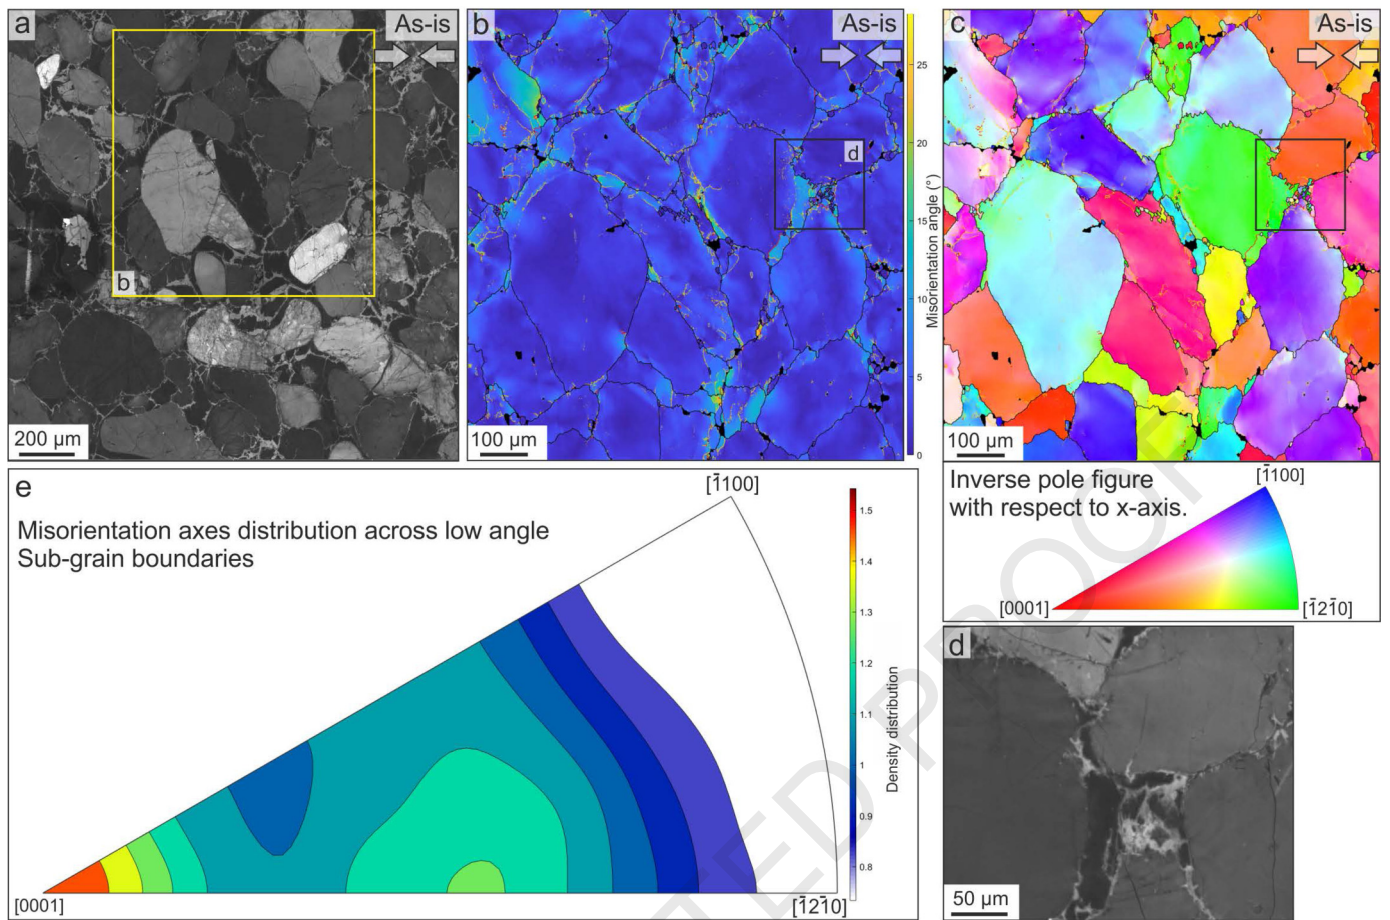 a
As-is
b
200 µm
b
As-is
d
100 µm
25
20
15
10
5
0
Misorientation angle (°)
c
As-is
100 µm
Inverse pole figure
with respect to x-axis.
[1̄100]
[0001]
[1̄21̄0]
e
Misorientation axes distribution across low angle
Sub-grain boundaries
[1̄100]
[0001]
[1̄21̄0]
1.5
1.4
1.3
1.2
1.1
1
0.9
0.8
Density distribution
d
50 µm
TED PROOF